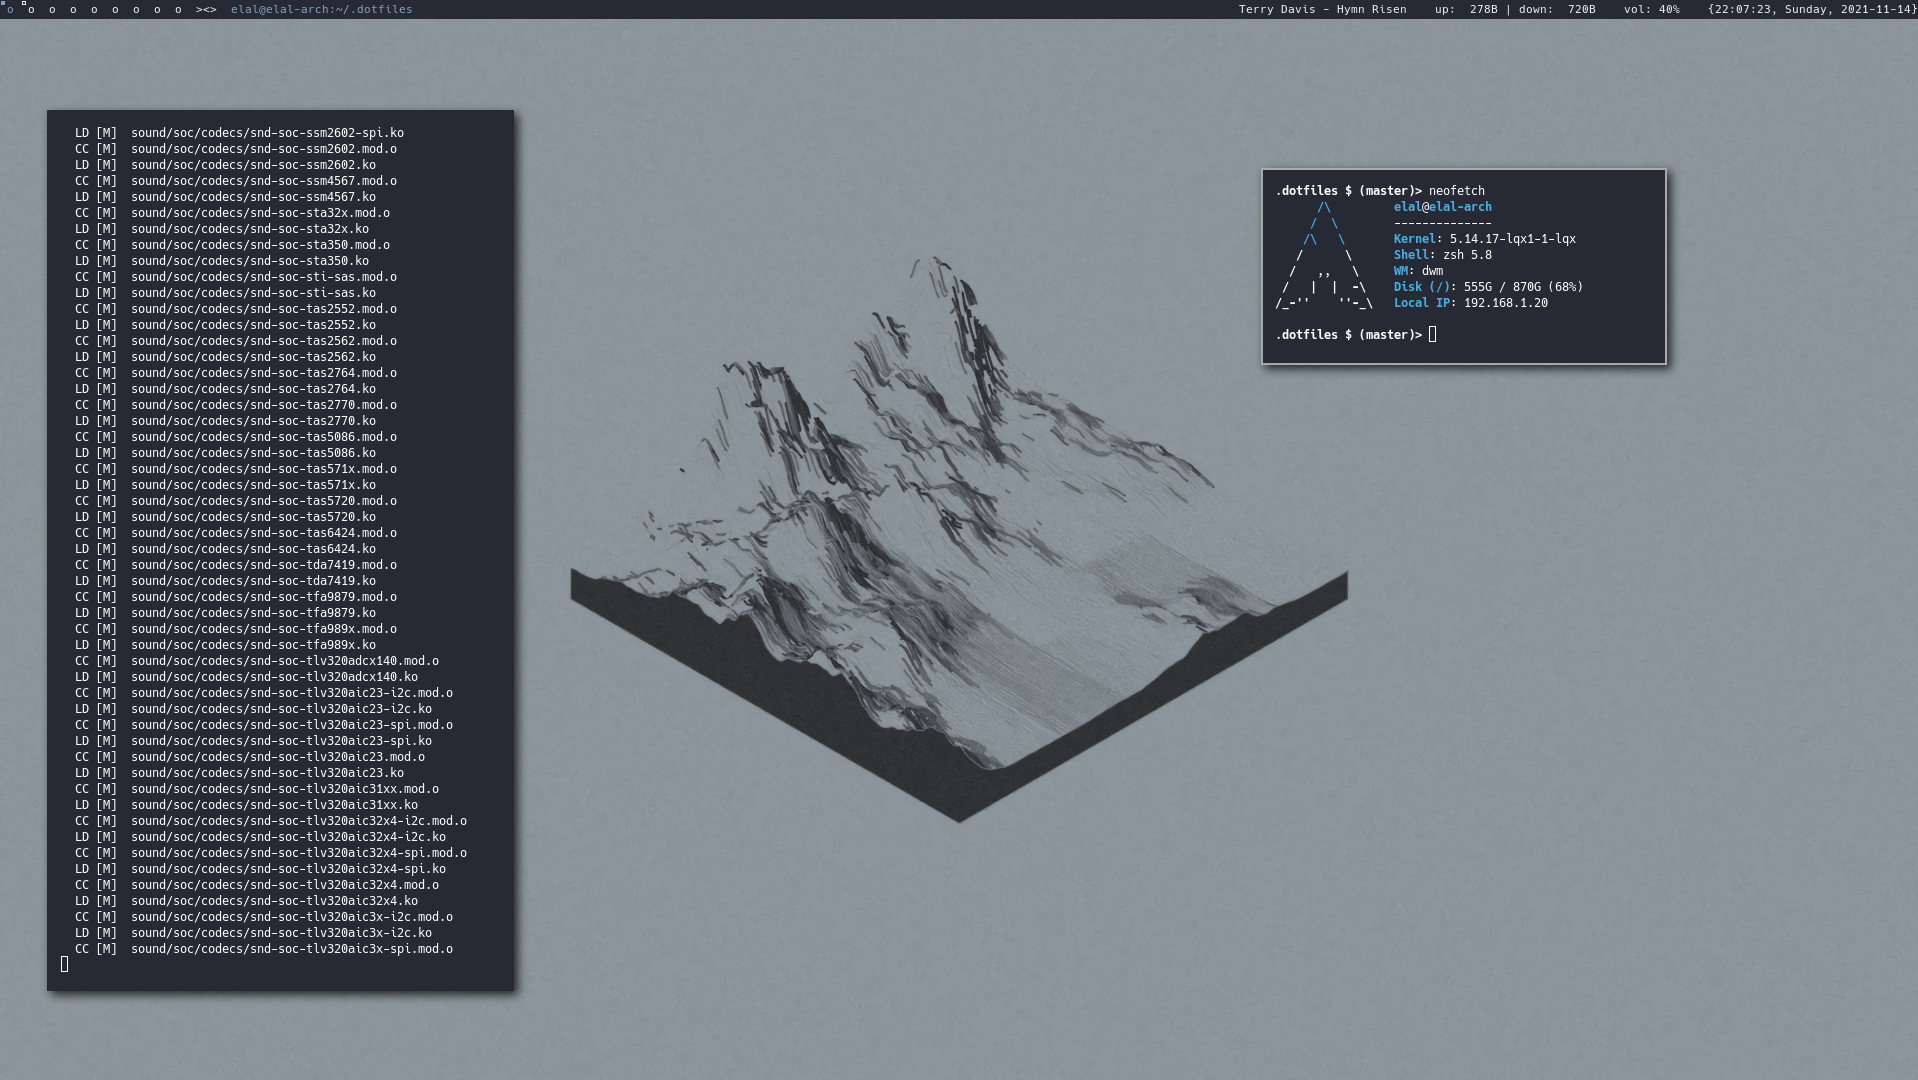 o o o o o o o o o ><> elal@elal-arch:~/.dotfiles Terry Davis - Hymn Risen up: 278B | down: 720B vol: 40% {22:07:23, Sunday, 2021-11-14}
LD [M] sound/soc/codecs/snd-soc-ssm2602-spi.ko
CC [M] sound/soc/codecs/snd-soc-ssm2602.mod.o
LD [M] sound/soc/codecs/snd-soc-ssm2602.ko
CC [M] sound/soc/codecs/snd-soc-ssm4567.mod.o
LD [M] sound/soc/codecs/snd-soc-ssm4567.ko
CC [M] sound/soc/codecs/snd-soc-sta32x.mod.o
LD [M] sound/soc/codecs/snd-soc-sta32x.ko
CC [M] sound/soc/codecs/snd-soc-sta350.mod.o
LD [M] sound/soc/codecs/snd-soc-sta350.ko
CC [M] sound/soc/codecs/snd-soc-sti-sas.mod.o
LD [M] sound/soc/codecs/snd-soc-sti-sas.ko
CC [M] sound/soc/codecs/snd-soc-tas2552.mod.o
LD [M] sound/soc/codecs/snd-soc-tas2552.ko
CC [M] sound/soc/codecs/snd-soc-tas2562.mod.o
LD [M] sound/soc/codecs/snd-soc-tas2562.ko
CC [M] sound/soc/codecs/snd-soc-tas2764.mod.o
LD [M] sound/soc/codecs/snd-soc-tas2764.ko
CC [M] sound/soc/codecs/snd-soc-tas2770.mod.o
LD [M] sound/soc/codecs/snd-soc-tas2770.ko
CC [M] sound/soc/codecs/snd-soc-tas5086.mod.o
LD [M] sound/soc/codecs/snd-soc-tas5086.ko
CC [M] sound/soc/codecs/snd-soc-tas571x.mod.o
LD [M] sound/soc/codecs/snd-soc-tas571x.ko
CC [M] sound/soc/codecs/snd-soc-tas5720.mod.o
LD [M] sound/soc/codecs/snd-soc-tas5720.ko
CC [M] sound/soc/codecs/snd-soc-tas6424.mod.o
LD [M] sound/soc/codecs/snd-soc-tas6424.ko
CC [M] sound/soc/codecs/snd-soc-tda7419.mod.o
LD [M] sound/soc/codecs/snd-soc-tda7419.ko
CC [M] sound/soc/codecs/snd-soc-tfa9879.mod.o
LD [M] sound/soc/codecs/snd-soc-tfa9879.ko
CC [M] sound/soc/codecs/snd-soc-tfa989x.mod.o
LD [M] sound/soc/codecs/snd-soc-tfa989x.ko
CC [M] sound/soc/codecs/snd-soc-tlv320adcx140.mod.o
LD [M] sound/soc/codecs/snd-soc-tlv320adcx140.ko
CC [M] sound/soc/codecs/snd-soc-tlv320aic23-i2c.mod.o
LD [M] sound/soc/codecs/snd-soc-tlv320aic23-i2c.ko
CC [M] sound/soc/codecs/snd-soc-tlv320aic23-spi.mod.o
LD [M] sound/soc/codecs/snd-soc-tlv320aic23-spi.ko
CC [M] sound/soc/codecs/snd-soc-tlv320aic23.mod.o
LD [M] sound/soc/codecs/snd-soc-tlv320aic23.ko
CC [M] sound/soc/codecs/snd-soc-tlv320aic31xx.mod.o
LD [M] sound/soc/codecs/snd-soc-tlv320aic31xx.ko
CC [M] sound/soc/codecs/snd-soc-tlv320aic32x4-i2c.mod.o
LD [M] sound/soc/codecs/snd-soc-tlv320aic32x4-i2c.ko
CC [M] sound/soc/codecs/snd-soc-tlv320aic32x4-spi.mod.o
LD [M] sound/soc/codecs/snd-soc-tlv320aic32x4-spi.ko
CC [M] sound/soc/codecs/snd-soc-tlv320aic32x4.mod.o
LD [M] sound/soc/codecs/snd-soc-tlv320aic32x4.ko
CC [M] sound/soc/codecs/snd-soc-tlv320aic3x-i2c.mod.o
LD [M] sound/soc/codecs/snd-soc-tlv320aic3x-i2c.ko
CC [M] sound/soc/codecs/snd-soc-tlv320aic3x-spi.mod.o
.dotfiles $ (master)> neofetch
/\ elal@elal-arch
/  \ --------------
/\   \ Kernel: 5.14.17-lqx1-1-lqx
/      \ Shell: zsh 5.8
/   ,,   \ WM: dwm
/   |  |  -\ Disk (/): 555G / 870G (68%)
/_-''    ''-_\ Local IP: 192.168.1.20
.dotfiles $ (master)>